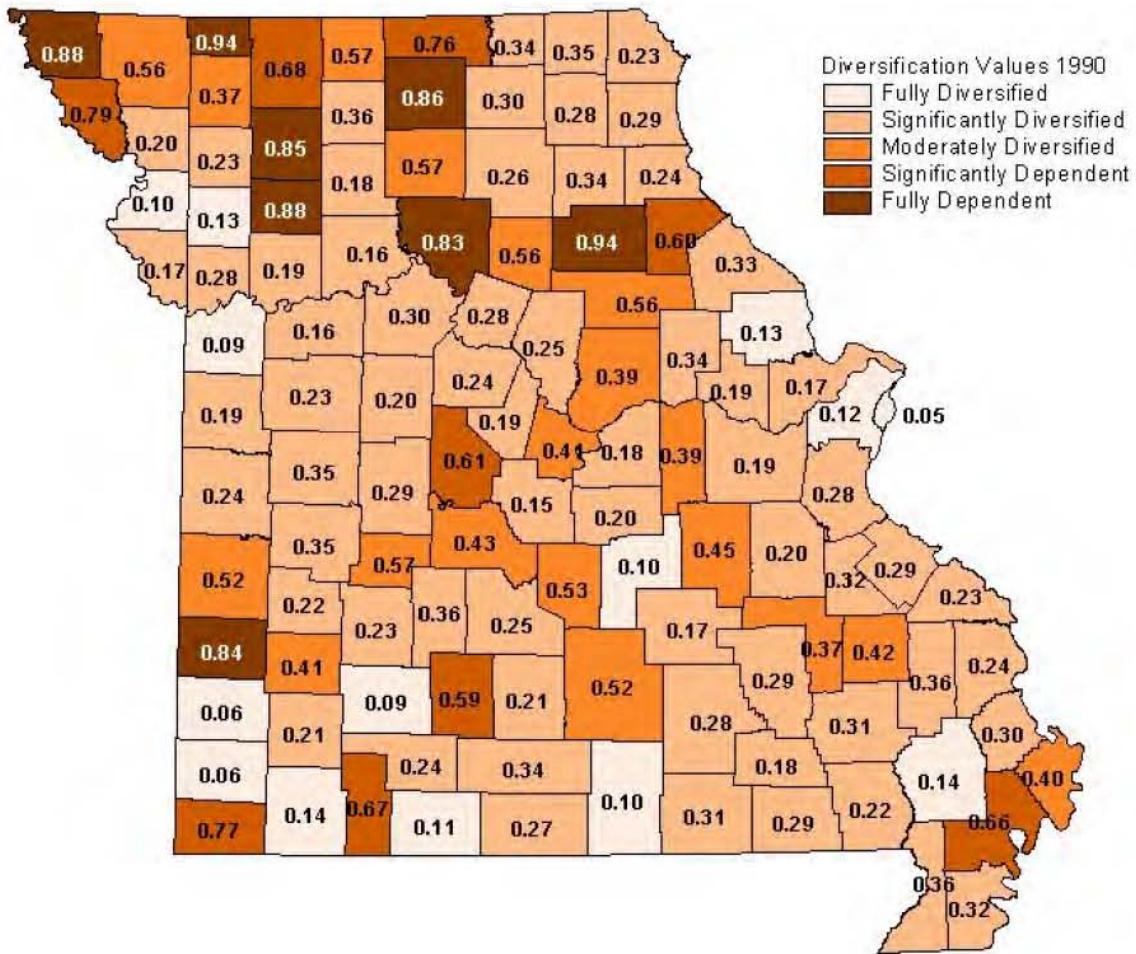 Diversification Values 1990
Fully Diversified
Significantly Diversified
Moderately Diversified
Significantly Dependent
Fully Dependent
0.88 0.56 0.94 0.68 0.57 0.76 0.34 0.35 0.23
0.79 0.37 0.36 0.86 0.30 0.28 0.29
0.20 0.23 0.85 0.18 0.57 0.26 0.34 0.24
0.10 0.13 0.88 0.83 0.56 0.94
0.17 0.28 0.19 0.16 0.56 0.33
0.09 0.16 0.30 0.28 0.25 0.34 0.13
0.19 0.23 0.20 0.24 0.39 0.19 0.17
0.19 0.41 0.18 0.39 0.12 0.05
0.24 0.35 0.29 0.61 0.15 0.19 0.28
0.35 0.43 0.20 0.45 0.20
0.52 0.57 0.53 0.10 0.32 0.29 0.23
0.22 0.23 0.36 0.25 0.17
0.84 0.41 0.37 0.42 0.24
0.06 0.09 0.59 0.21 0.52 0.29 0.36
0.21 0.28 0.31 0.30
0.06 0.24 0.34 0.18 0.14 0.40
0.77 0.14 0.67 0.11 0.27 0.10 0.31 0.29 0.22 0.66
0.36
0.32